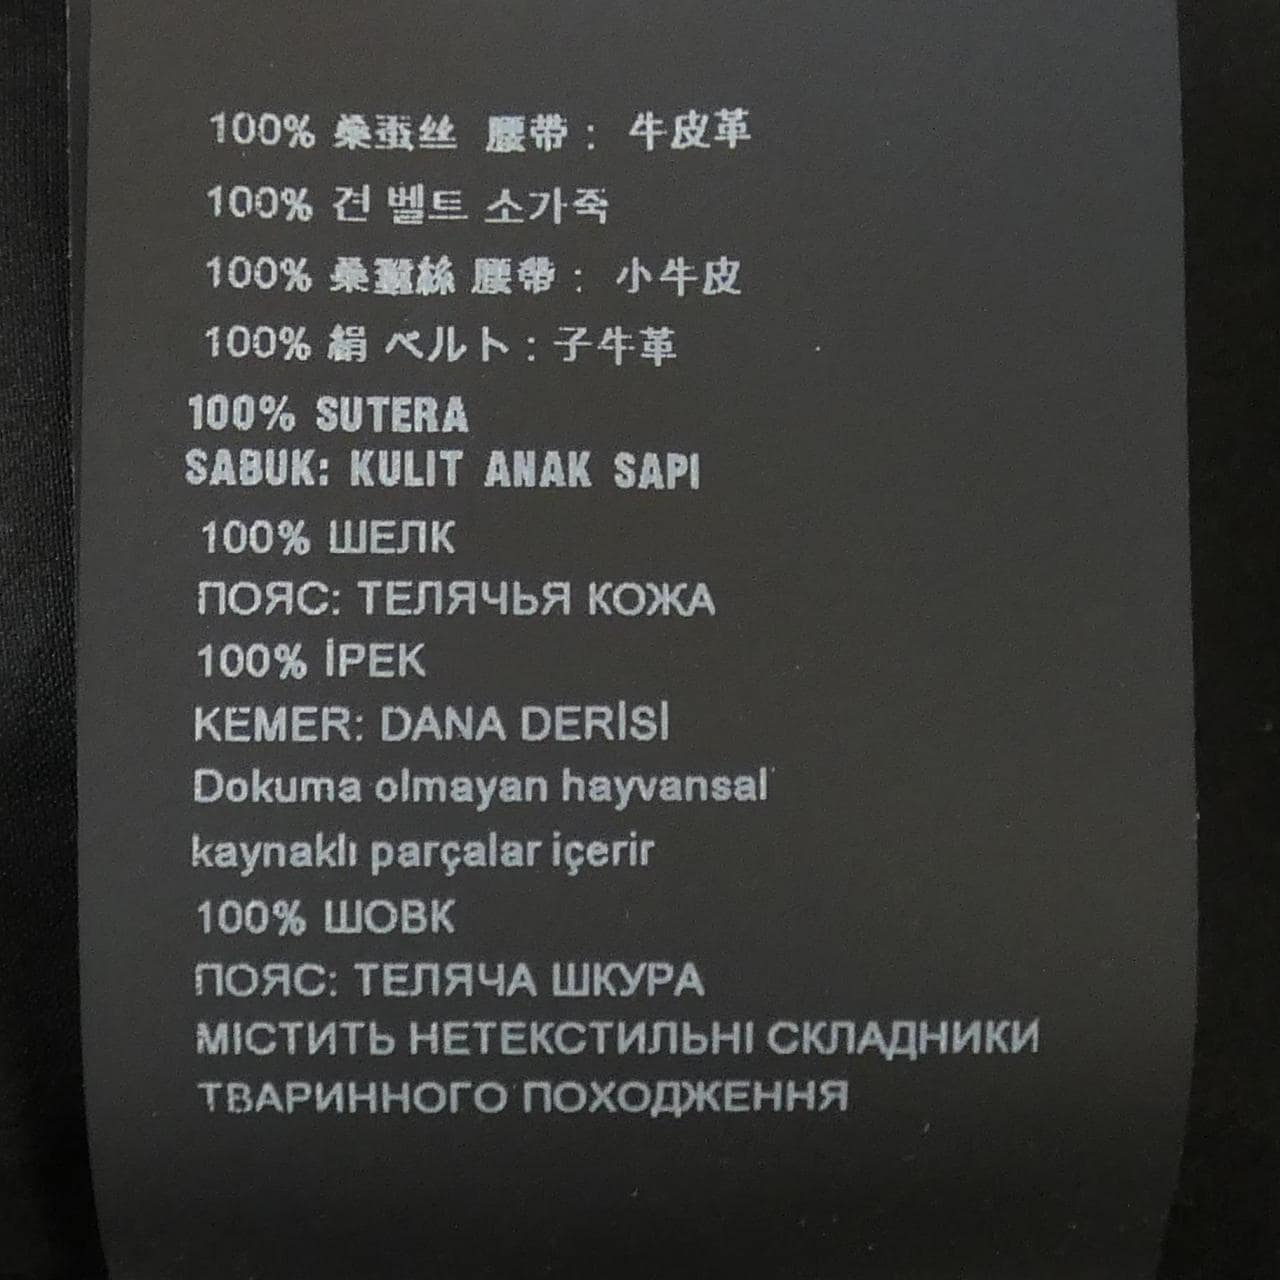 100% 桑蚕丝 腰带： 牛皮革
100% 견 벨트 소가죽
100% 桑蠶絲 腰帶： 小牛皮
100% 絹 ベルト：子牛革
100% SUTERA
SABUK: KULIT ANAK SAPI
100% ШЕЛК
ПОЯС: ТЕЛЯЧЬЯ КОЖА
100% İPEK
KEMER: DANA DERİSİ
Dokuma olmayan hayvansal
kaynaklı parçalar içerir
100% ШОВК
ПОЯС: ТЕЛЯЧА ШКУРА
МІСТИТЬ НЕТЕКСТИЛЬНІ СКЛАДНИКИ
ТВАРИННОГО ПОХОДЖЕННЯ